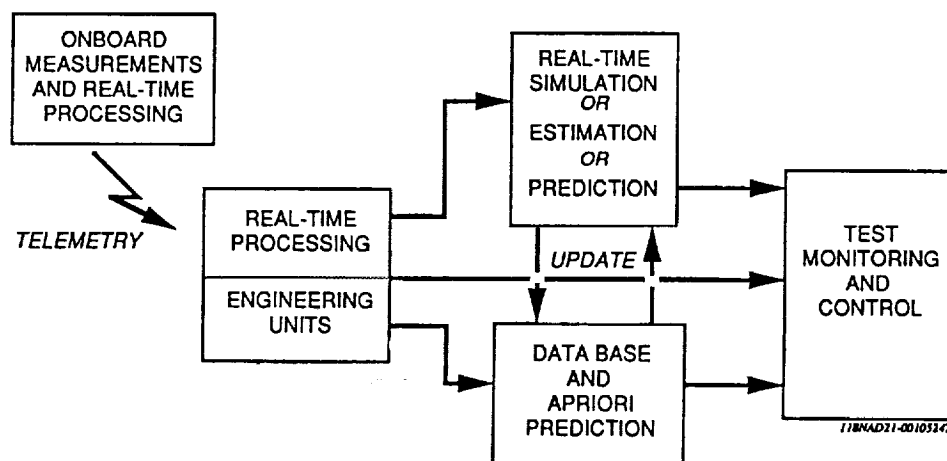 ONBOARD
MEASUREMENTS
AND REAL-TIME
PROCESSING
TELEMETRY
REAL-TIME
PROCESSING
ENGINEERING
UNITS
REAL-TIME
SIMULATION
OR
ESTIMATION
OR
PREDICTION
UPDATE
DATA BASE
AND
APRIORI
PREDICTION
TEST
MONITORING
AND
CONTROL